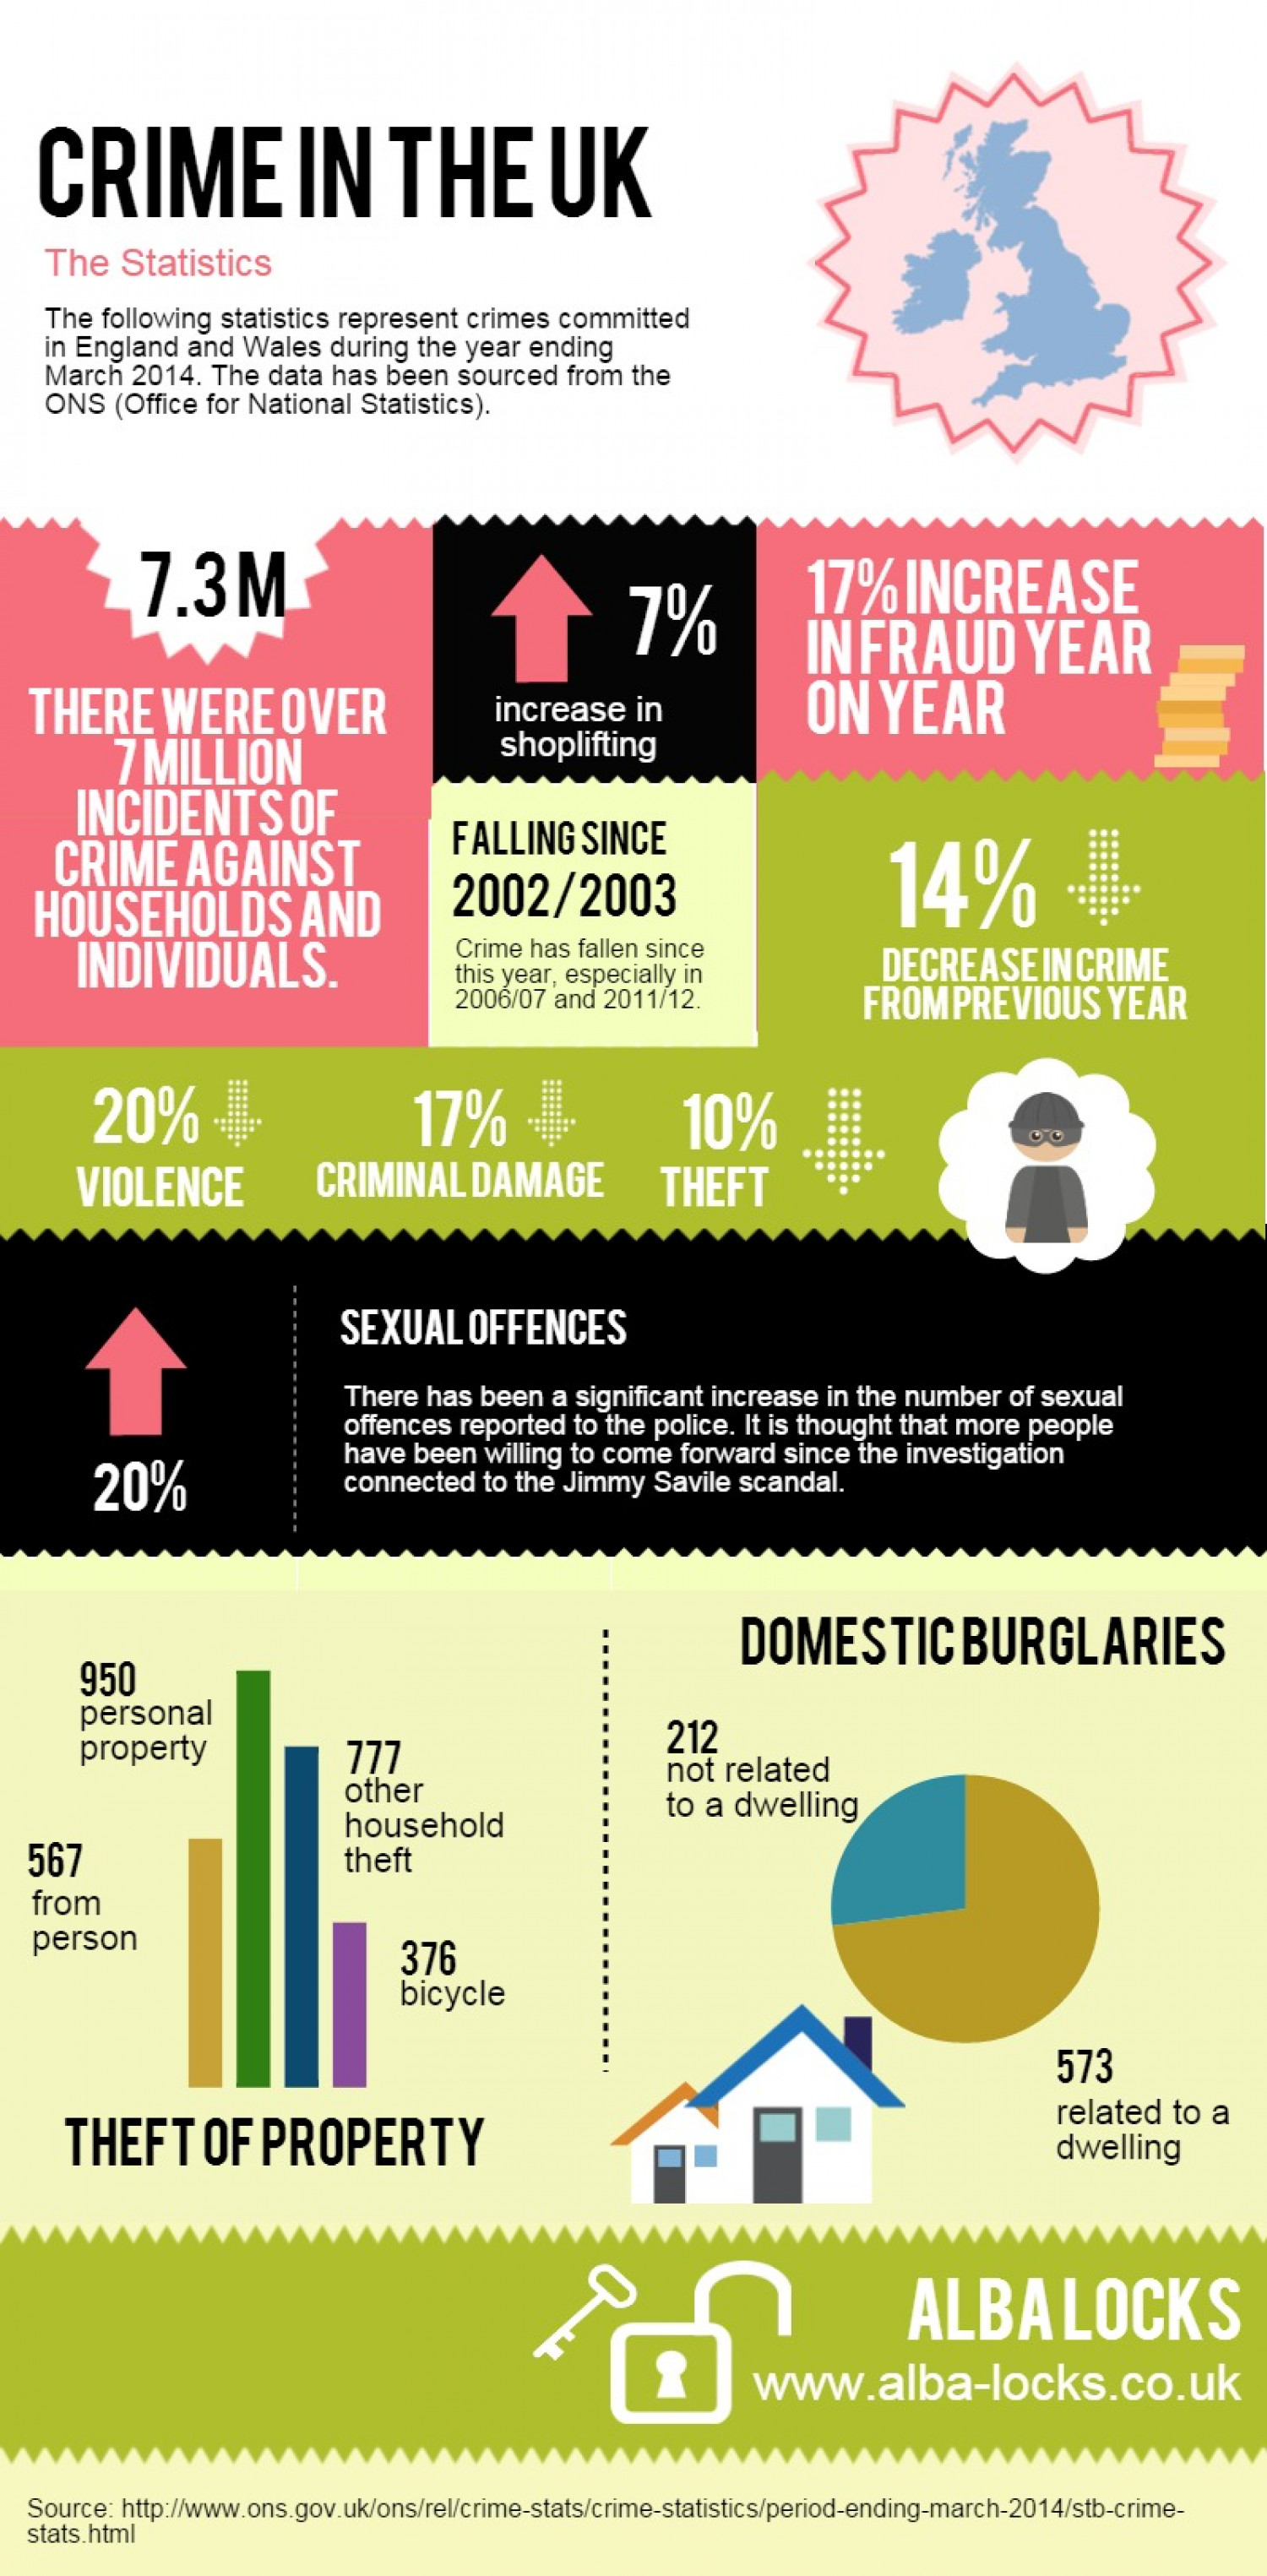 CRIME IN THE UK
The Statistics
The following statistics represent crimes committed
in England and Wales during the year ending
March 2014. The data has been sourced from the
ONS (Office for National Statistics).
7.3 M
THERE WERE OVER
7 MILLION
INCIDENTS OF
CRIME AGAINST
HOUSEHOLDS AND
INDIVIDUALS.
7%
increase in
shoplifting
17% INCREASE
IN FRAUD YEAR
ON YEAR
FALLING SINCE
2002/2003
Crime has fallen since
this year, especially in
2006/07 and 2011/12.
14%
DECREASE IN CRIME
FROM PREVIOUS YEAR
20%
VIOLENCE
17%
CRIMINAL DAMAGE
10%
THEFT
20%
SEXUAL OFFENCES
There has been a significant increase in the number of sexual
offences reported to the police. It is thought that more people
have been willing to come forward since the investigation
connected to the Jimmy Savile scandal.
950
personal
property
777
other
household
theft
567
from
person
376
bicycle
THEFT OF PROPERTY
DOMESTIC BURGLARIES
212
not related
to a dwelling
573
related to a
dwelling
ALBA LOCKS
www.alba-locks.co.uk
Source: http://www.ons.gov.uk/ons/rel/crime-stats/crime-statistics/period-ending-march-2014/stb-crime-
stats.html